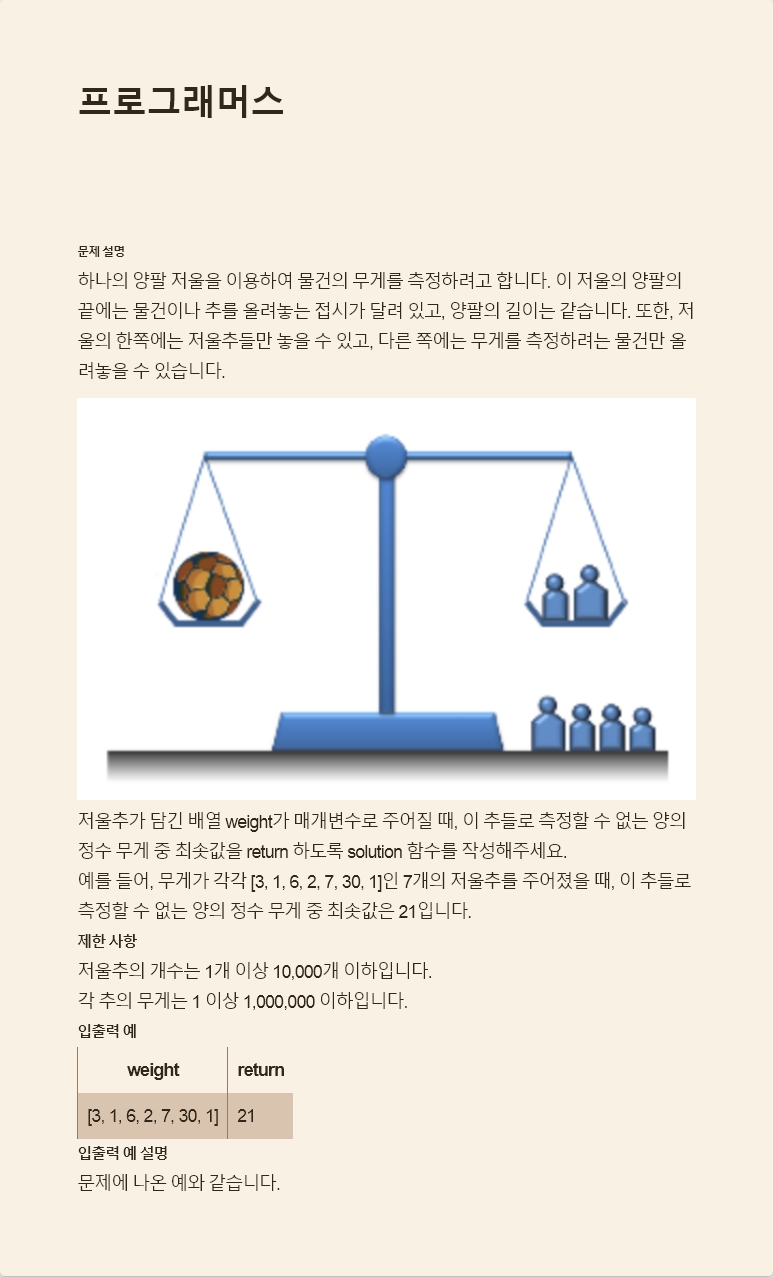 프로그래머스
문제 설명
하나의 양팔 저울을 이용하여 물건의 무게를 측정하려고 합니다. 이 저울의 양팔의
끝에는 물건이나 추를 올려놓는 접시가 달려 있고, 양팔의 길이는 같습니다. 또한, 저
울의 한쪽에는 저울추들만 놓을 수 있고, 다른 쪽에는 무게를 측정하려는 물건만 올
려놓을 수 있습니다.
저울추가 담긴 배열 weight가 매개변수로 주어질 때, 이 추들로 측정할 수 없는 양의
정수 무게 중 최솟값을 return 하도록 solution 함수를 작성해주세요.
예를 들어, 무게가 각각 [3, 1, 6, 2, 7, 30, 1]인 7개의 저울추를 주어졌을 때, 이 추들로
측정할 수 없는 양의 정수 무게 중 최솟값은 21입니다.
제한 사항
저울추의 개수는 1개 이상 10,000개 이하입니다.
각 추의 무게는 1 이상 1,000,000 이하입니다.
입출력 예
weight return
[3, 1, 6, 2, 7, 30, 1] 21
입출력 예 설명
문제에 나온 예와 같습니다.